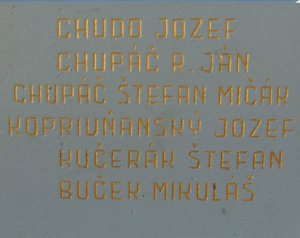 CHUDO JOZEF
CHUPÁČ R. JÁN
CHUPÁČ ŠTEFAN MIČÁK
KOPRIVŇANSKÝ JOZEF
KUČERÁK ŠTEFAN
BUČEK MIKULÁŠ